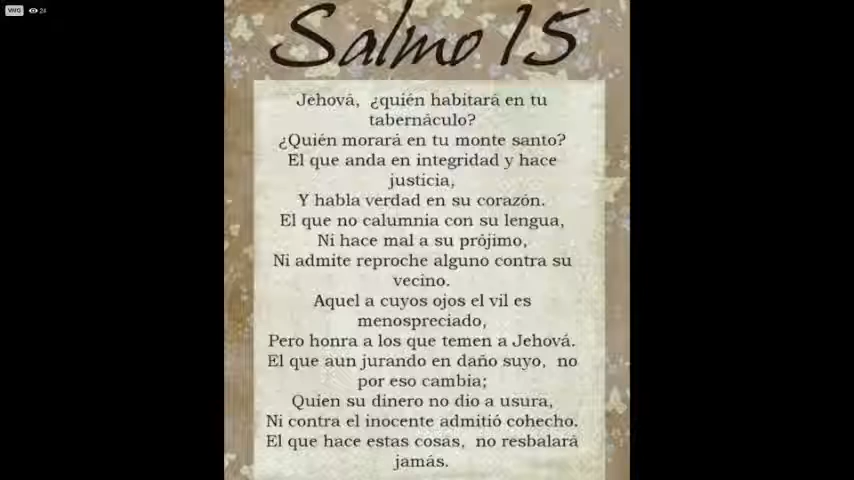 VIVO 24
Salmo 15
Jehová, ¿quién habitará en tu
tabernáculo?
¿Quién morará en tu monte santo?
El que anda en integridad y hace
justicia,
Y habla verdad en su corazón.
El que no calumnia con su lengua,
Ni hace mal a su prójimo,
Ni admite reproche alguno contra su
vecino.
Aquel a cuyos ojos el vil es
menospreciado,
Pero honra a los que temen a Jehová.
El que aun jurando en daño suyo, no
por eso cambia;
Quien su dinero no dio a usura,
Ni contra el inocente admitió cohecho.
El que hace estas cosas, no resbalará
jamás.